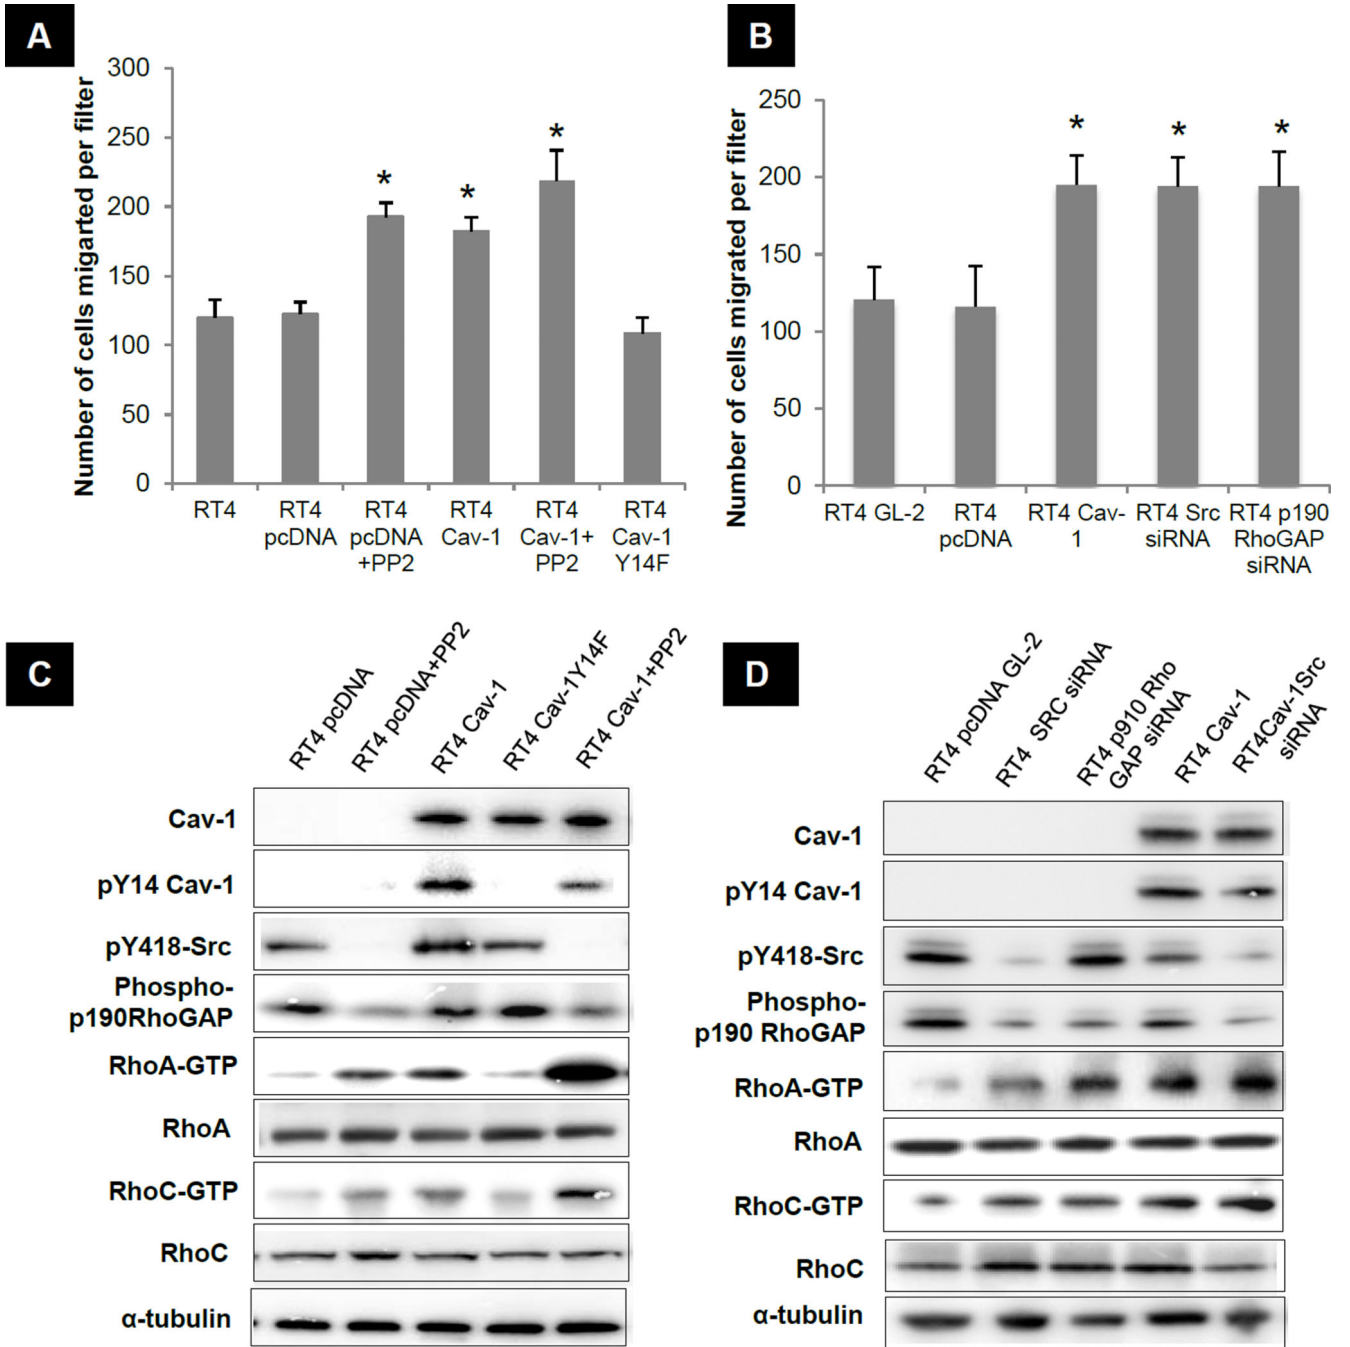 A
Number of cells migarted per filter
300
250
200
150
100
50
0
*
*
*
RT4
RT4
pcDNA
RT4
pcDNA
+PP2
RT4
Cav-1
RT4
Cav-1+
PP2
RT4
Cav-1
Y14F
B
Number of cells migrated per filter
250
200
150
100
50
0
*
*
*
RT4 GL-2
RT4
pcDNA
RT4 Cav-
1
RT4 Src
siRNA
RT4 p190
RhoGAP
siRNA
C
RT4 pcDNA
RT4 pcDNA+PP2
RT4 Cav-1
RT4 Cav-1Y14F
RT4 Cav-1+PP2
Cav-1
pY14 Cav-1
pY418-Src
Phospho-
p190RhoGAP
RhoA-GTP
RhoA
RhoC-GTP
RhoC
α-tubulin
D
RT4 pcDNA GL-2
RT4 SRC siRNA
RT4 p910 Rho
GAP siRNA
RT4 Cav-1
RT4Cav-1Src
siRNA
Cav-1
pY14 Cav-1
pY418-Src
Phospho-
p190 RhoGAP
RhoA-GTP
RhoA
RhoC-GTP
RhoC
α-tubulin